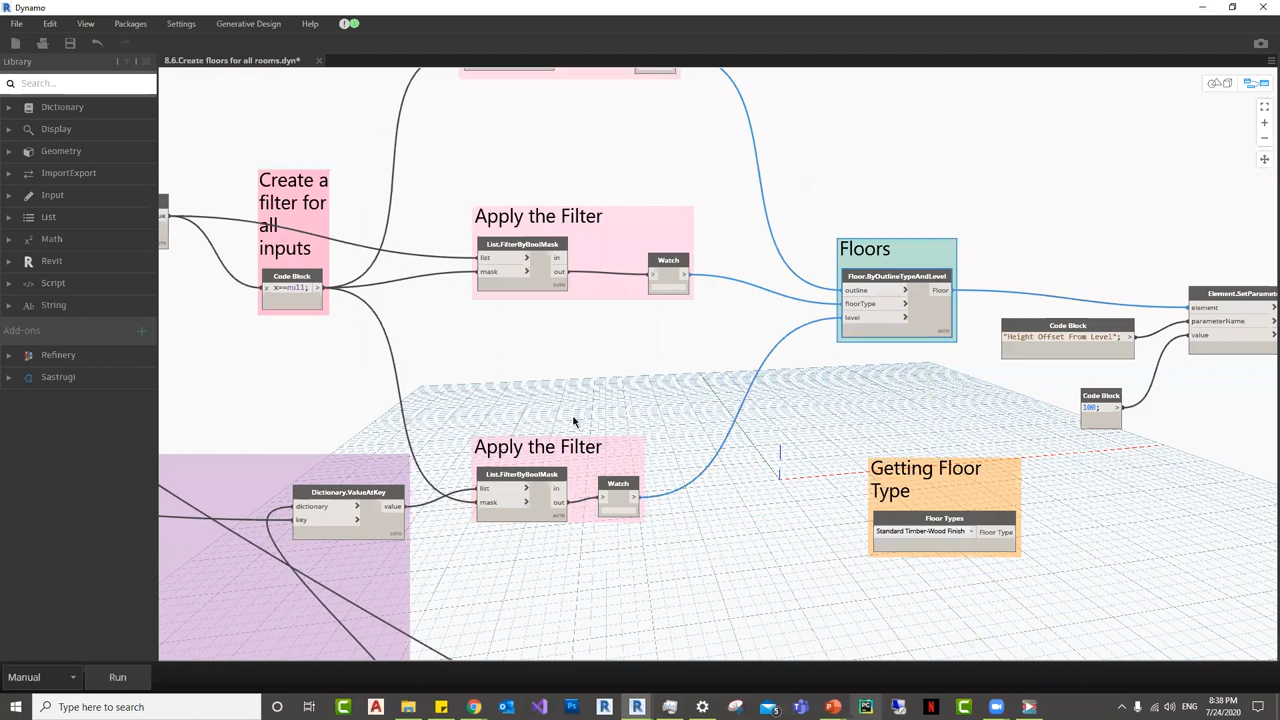 Dynamo
File Edit View Packages Settings Generative Design Help
8.6.Create floors for all rooms.dyn*
Library
Search...
Dictionary
Display
Geometry
ImportExport
Input
List
Math
Revit
Script
String
Add-ons
Refinery
Sastrugi
Create a
filter for
all
inputs
Code Block
x x==null; >
Apply the Filter
List.FilterByBoolMask
list > in
mask > out
AUTO
Watch
> >
Floors
Floor.ByOutlineTypeAndLevel
outline > Floor
floorType >
level >
AUTO
Code Block
"Height Offset From Level"; >
Element.SetParamet
element >
parameterName >
value >
Code Block
100; >
Apply the Filter
List.FilterByBoolMask
list > in
mask > out
AUTO
Watch
> >
Dictionary.ValueAtKey
dictionary > value
key >
AUTO
Getting Floor
Type
Floor Types
Standard Timber-Wood Finish Floor Type
Manual Run
Type here to search
8:38 PM
7/24/2020